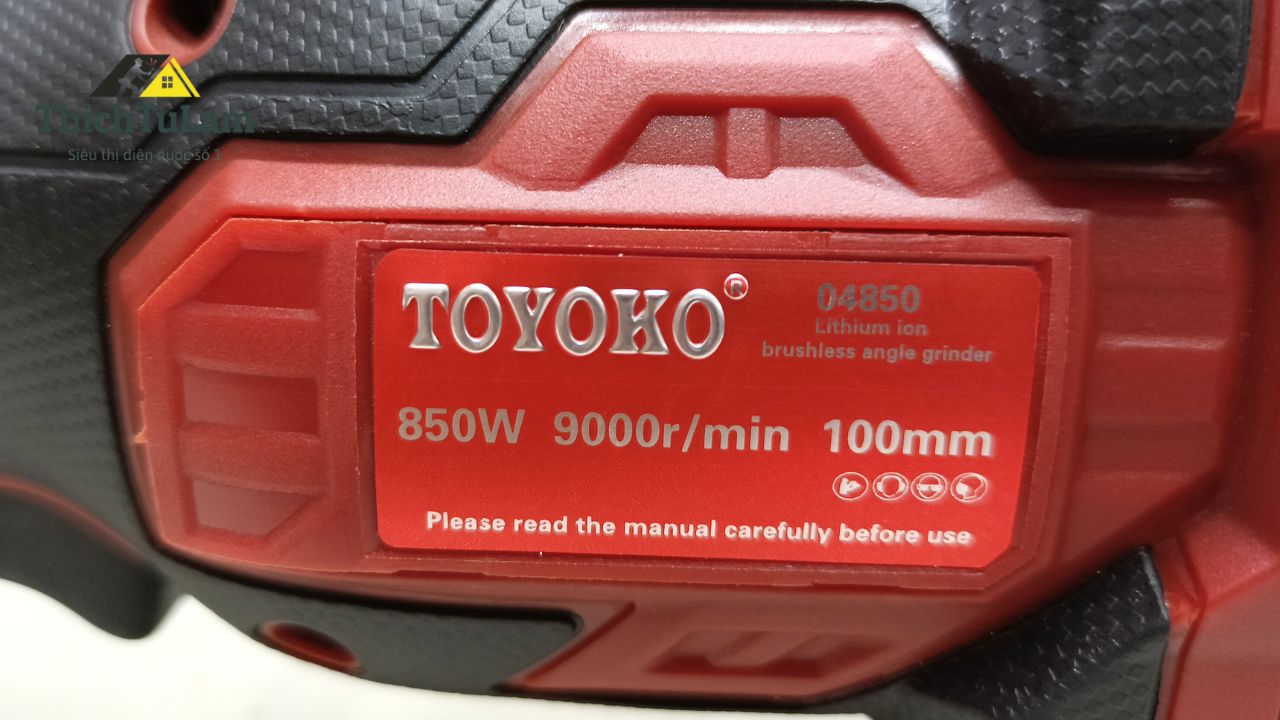 ThichTuLam
Siêu thị điện nước số 1
TOYOKO®
04850
Lithium ion
brushless angle grinder
850W 9000r/min 100mm
Please read the manual carefully before use